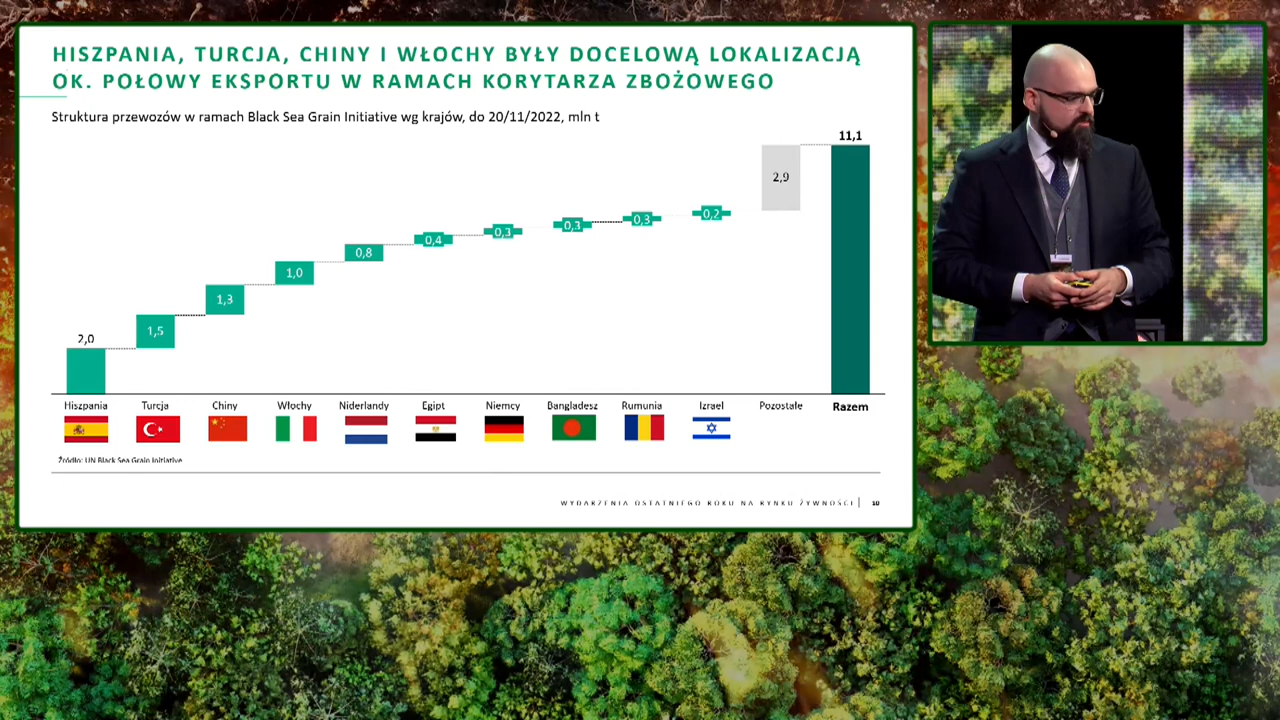 HISZPANIA, TURCJA, CHINY I WŁOCHY BYŁY DOCELOWĄ LOKALIZACJĄ
OK. POŁOWY EKSPORTU W RAMACH KORYTARZA ZBOŻOWEGO
Struktura przewozów w ramach Black Sea Grain Initiative wg krajów, do 20/11/2022, mln t
11,1
2,9
0,2
0,3
0,3
0,3
0,4
0,8
1,0
1,3
1,5
2,0
Hiszpania Turcja Chiny Włochy Niderlandy Egipt Niemcy Bangladesz Rumunia Izrael Pozostałe Razem
Źródło: UN Black Sea Grain Initiative
WYDARZENIA OSTATNIEGO ROKU NA RYNKU ŻYWNOŚCI | 10